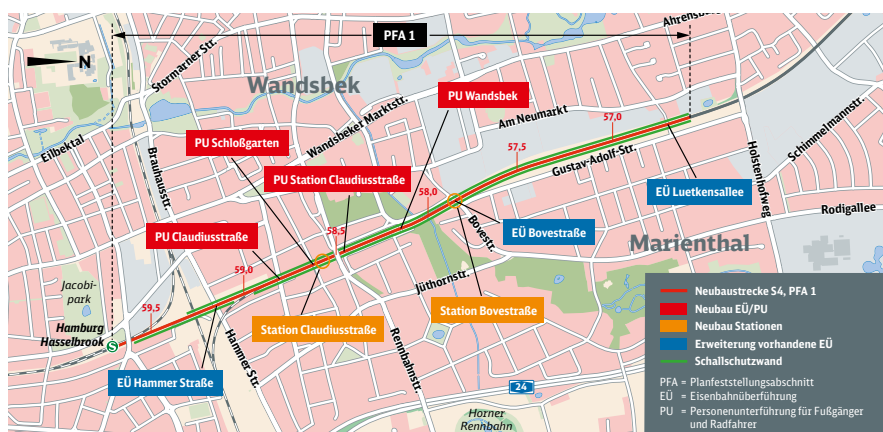 PFA 1
N
Stormarner Str.
Ahrensb
Wandsbek
Eilbektal
Brauhausstr.
Wandsbeker Marktstr.
PU Wandsbek
Am Neumarkt
57,0
57,5
Gustav-Adolf-Str.
Holstenhofweg
Schimmelmannstr.
PU Schloßgarten
PU Station Claudiusstraße
58,0
EÜ Luetkensallee
Rodigallee
PU Claudiusstraße
58,5
Bovestr.
EÜ Bovestraße
Marienthal
59,0
Jüthornstr.
Jacobi-
park
59,5
Hamburg
Hasselbrook
S
Station Claudiusstraße
Station Bovestraße
Hammer Str.
Rennbahnstr.
EÜ Hammer Straße
24
Horner
Rennbahn
Neubaustrecke S4, PFA 1
Neubau EÜ/PU
Neubau Stationen
Erweiterung vorhandene EÜ
Schallschutzwand
PFA = Planfeststellungsabschnitt
EÜ = Eisenbahnüberführung
PU = Personenunterführung für Fußgänger
und Radfahrer